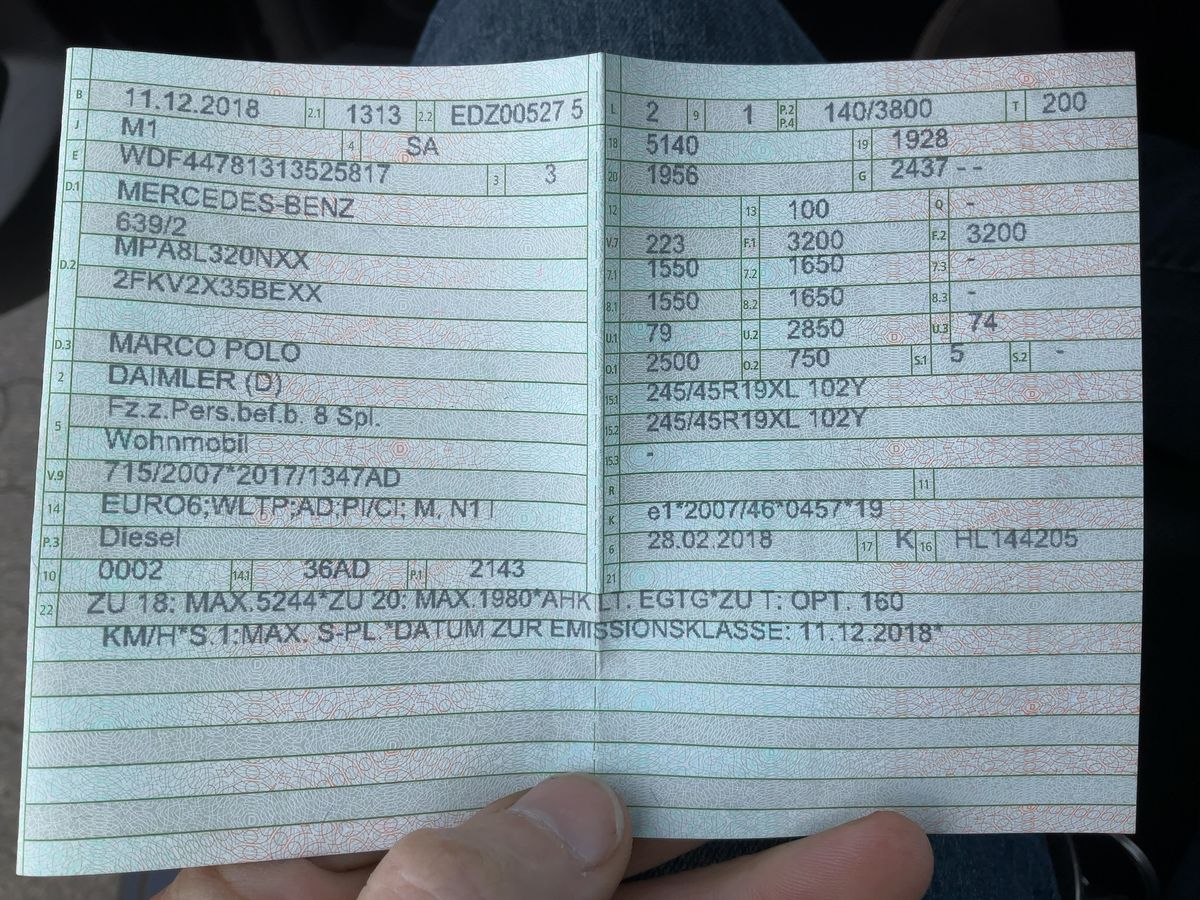 B 11.12.2018 2.1 1313 2.2 EDZ00527 5
J M1 4 SA
E WDF44781313525817 3 3
D.1 MERCEDES-BENZ
639/2
D.2 MPA8L320NXX
2FKV2X35BEXX
D.3 MARCO POLO
2 DAIMLER (D)
5 Fz.z.Pers.bef.b. 8 Spl.
Wohnmobil
V.9 715/2007*2017/1347AD
14 EURO6;WLTP;AD;PI/CI; M, N1 I
P.3 Diesel
10 0002 14.1 36AD P.1 2143
L 2 9 1 P.2 P.4 140/3800 T 200
18 5140 19 1928
20 1956 G 2437 - -
12 13 100 Q -
V.7 223 F.1 3200 F.2 3200
7.1 1550 7.2 1650 7.3 -
8.1 1550 8.2 1650 8.3 -
U.1 79 U.2 2850 U.3 74
O.1 2500 O.2 750 S.1 5 S.2 -
15.1 245/45R19XL 102Y
15.2 245/45R19XL 102Y
15.3 -
R 11
K e1*2007/46*0457*19
6 28.02.2018 17 K 16 HL144205
21
22 ZU 18: MAX.5244*ZU 20: MAX.1980*AHK LT. EGTG*ZU T: OPT. 160
KM/H*S.1:MAX. S-PL.*DATUM ZUR EMISSIONSKLASSE: 11.12.2018*